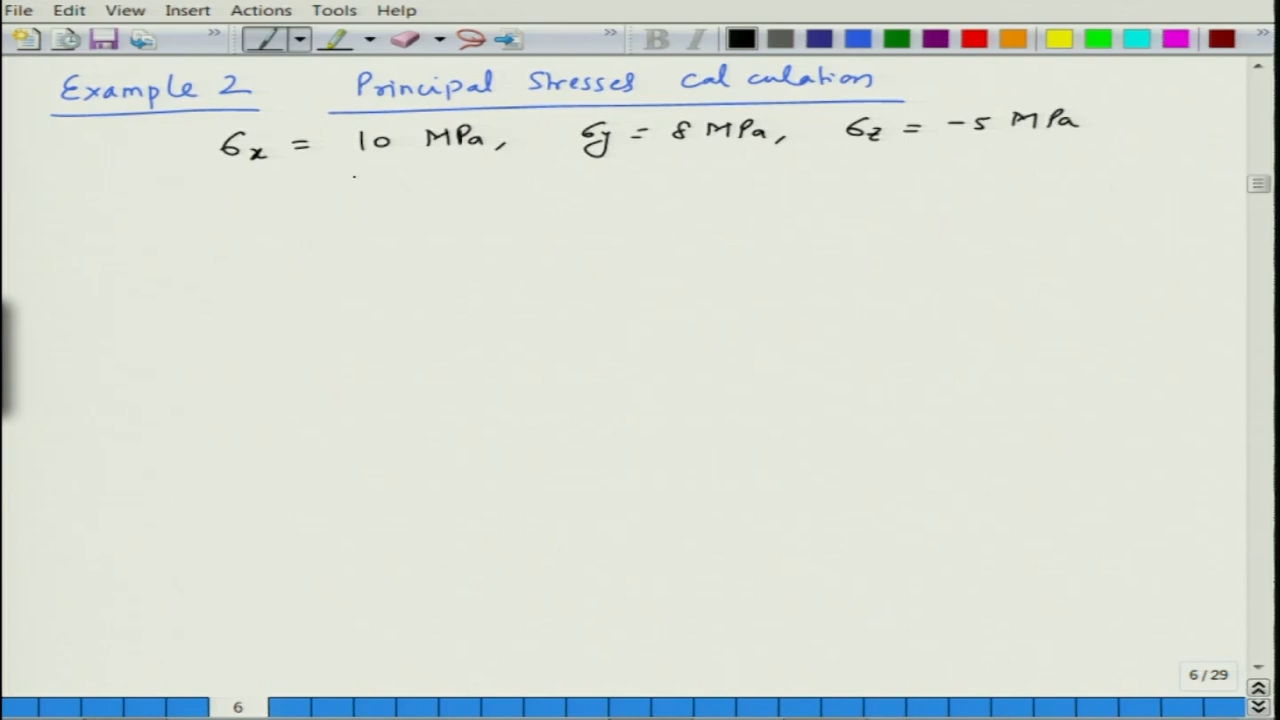 File Edit View Insert Actions Tools Help
B I
Example 2 Principal Stresses calculation
σx = 10 MPa, σy = 8 MPa, σz = -5 MPa
6 / 29
6